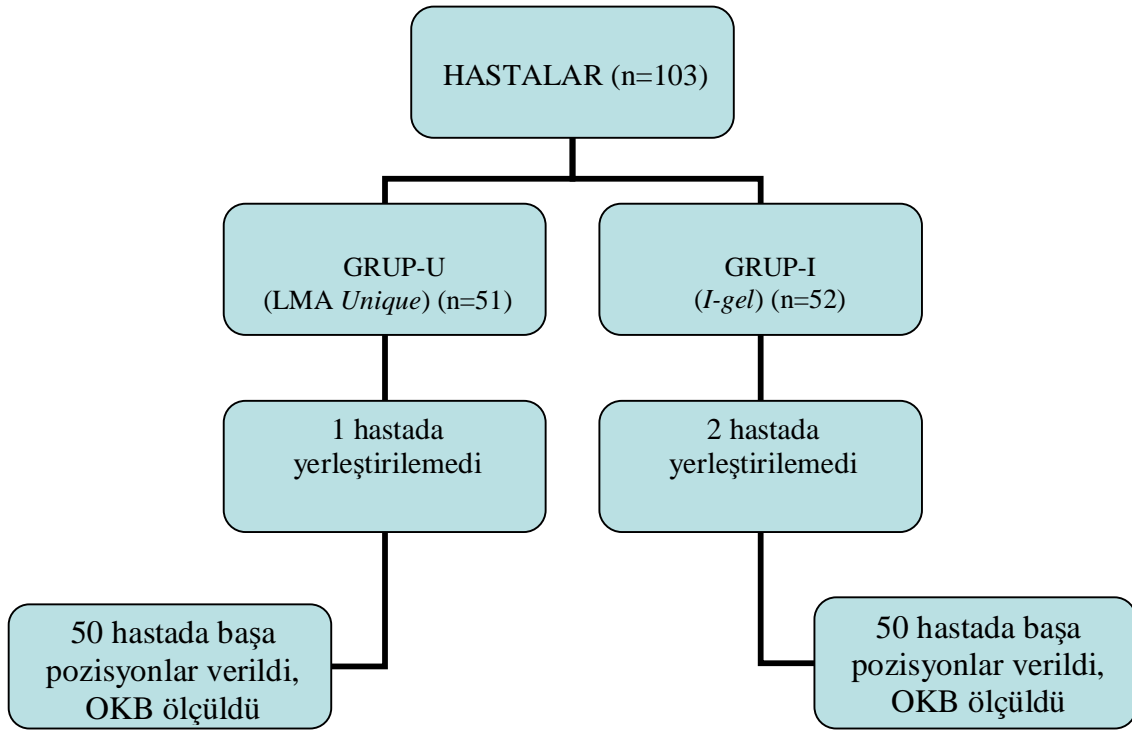 HASTALAR (n=103)
GRUP-U
(LMA Unique) (n=51)
GRUP-I
(I-gel) (n=52)
1 hastada
yerleştirilemedi
2 hastada
yerleştirilemedi
50 hastada başa
pozisyonlar verildi,
OKB ölçüldü
50 hastada başa
pozisyonlar verildi,
OKB ölçüldü